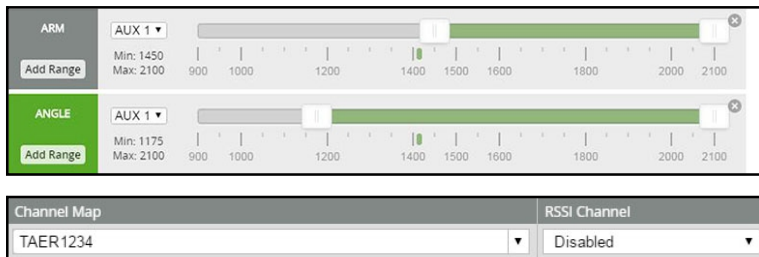 ARM
AUX 1
Add Range
Min: 1450
Max: 2100
900 1000 1200 1400 1500 1600 1800 2000 2100
ANGLE
AUX 1
Add Range
Min: 1175
Max: 2100
900 1000 1200 1400 1500 1600 1800 2000 2100
Channel Map
RSSI Channel
TAER1234
Disabled